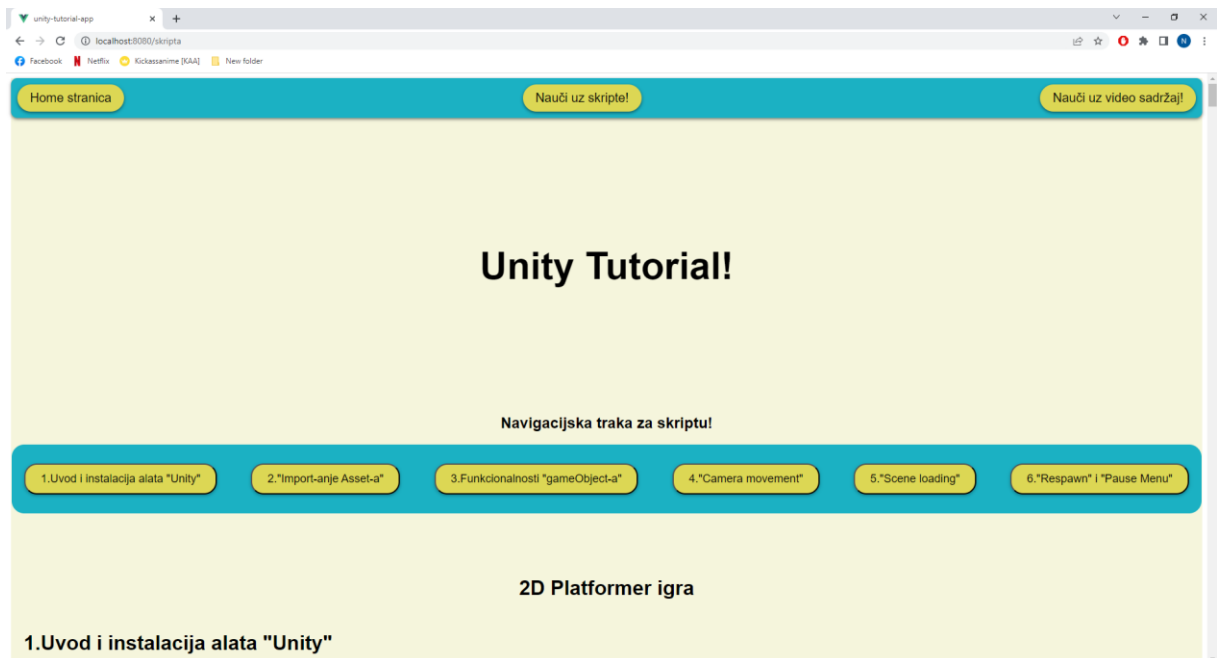 unity-tutorial-app
localhost:8080/skripta
Facebook Netflix Kickassanime [KAA] New folder
Home stranica Nauči uz skripte! Nauči uz video sadržaj!
Unity Tutorial!
Navigacijska traka za skriptu!
1.Uvod i instalacija alata "Unity" 2."Import-anje Asset-a" 3.Funkcionalnosti "gameObject-a" 4."Camera movement" 5."Scene loading" 6."Respawn" i "Pause Menu"
2D Platformer igra
1.Uvod i instalacija alata "Unity"